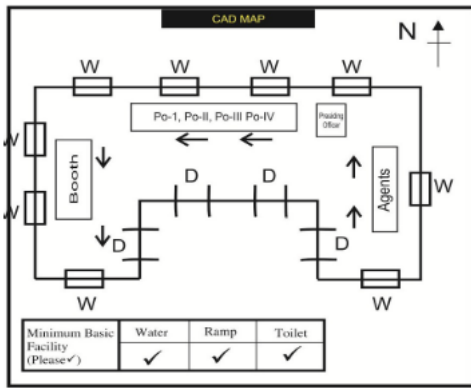 CAD MAP
N
W W W W
Po-1, Po-II, Po-III Po-IV
Presiding
Officer
W
Booth
Agents
W
W
D D
D
D
W
W
Minimum Basic
Facility
(Please✓)
Water
Ramp
Toilet
✓ ✓ ✓